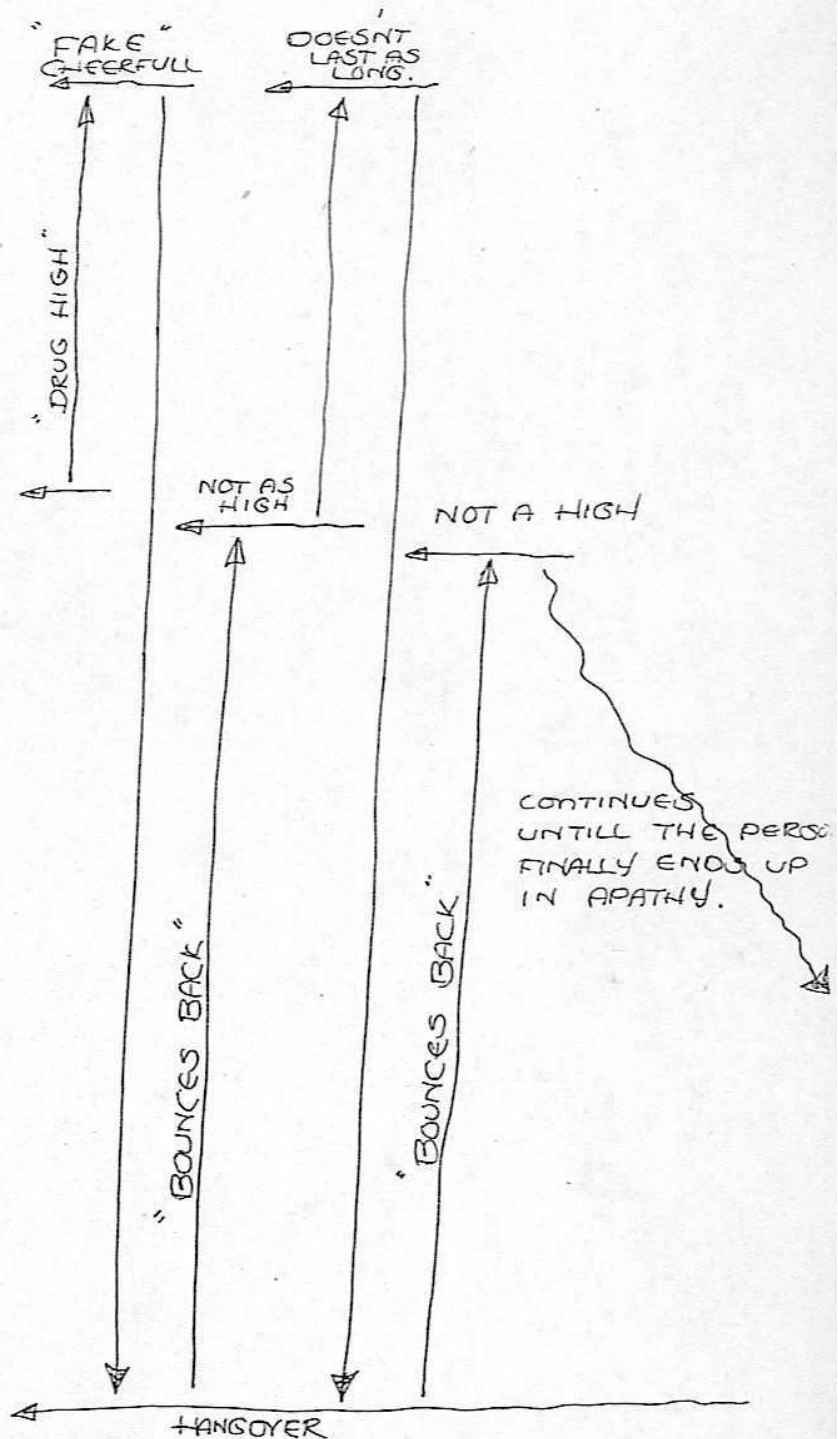 "FAKE"
CHEERFULL
DOESN'T
LAST AS
LONG.
"DRUG HIGH"
NOT AS
HIGH
NOT A HIGH
CONTINUES
UNTILL THE PERSO
FINALLY ENDS UP
IN APATHY.
"BOUNCES BACK"
"BOUNCES BACK"
HANGOVER